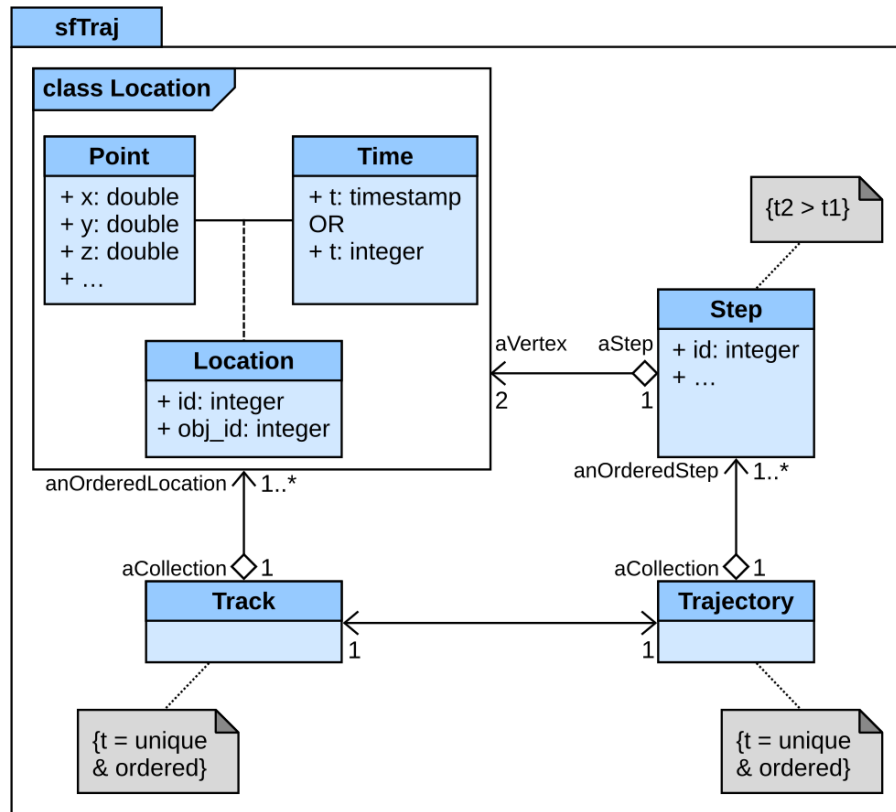 sfTraj
class Location
Point
+ x: double
+ y: double
+ z: double
+ …
Time
+ t: timestamp
OR
+ t: integer
{t2 > t1}
Location
+ id: integer
+ obj_id: integer
aVertex
2
aStep
1
Step
+ id: integer
+ …
anOrderedLocation
1..*
anOrderedStep
1..*
aCollection
1
aCollection
1
Track
1
1
Trajectory
{t = unique
& ordered}
{t = unique
& ordered}